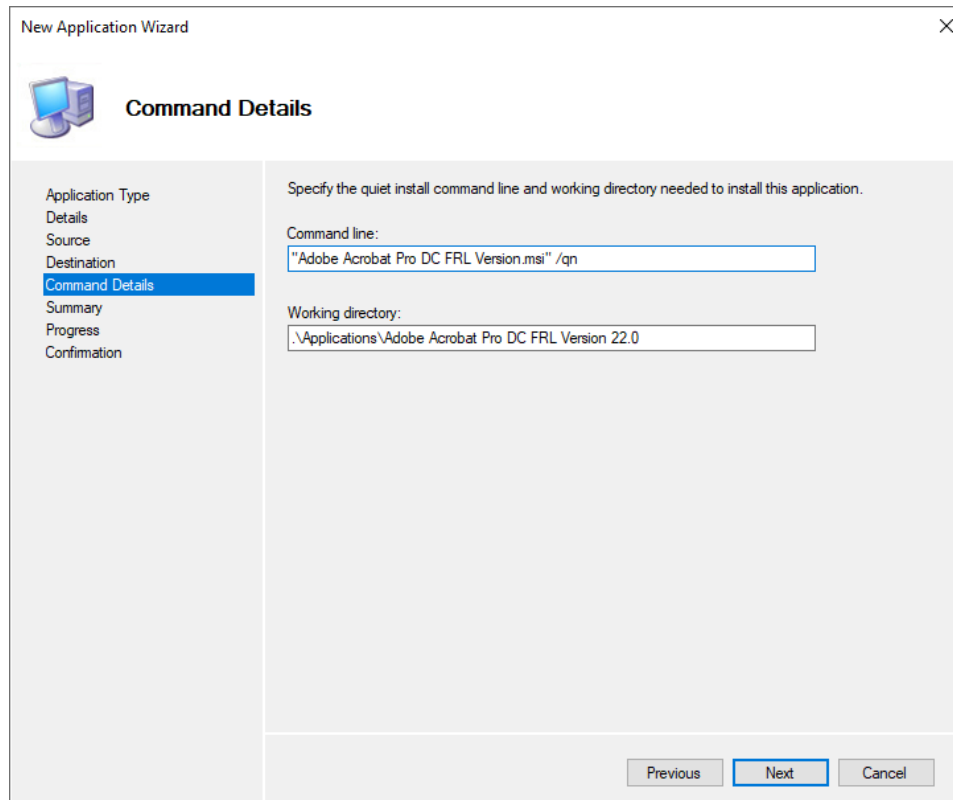 New Application Wizard
Command Details
Application Type
Details
Source
Destination
Command Details
Summary
Progress
Confirmation
Specify the quiet install command line and working directory needed to install this application.
Command line:
"Adobe Acrobat Pro DC FRL Version.msi" /qn
Working directory:
.\Applications\Adobe Acrobat Pro DC FRL Version 22.0
Previous
Next
Cancel